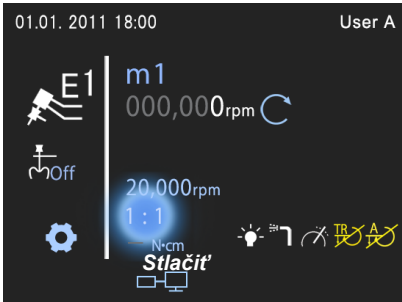 01.01. 2011 18:00 User A
E1
m1
000,000rpm
Off
20,000rpm
1 : 1
N·cm
TR A
Stlačiť